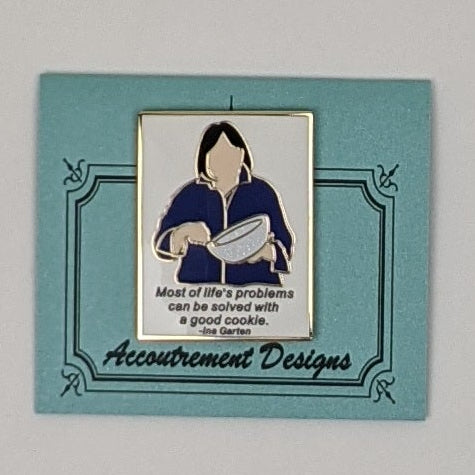 Most of life's problems
can be solved with
a good cookie.
-Ina Garten
Accoutrement Designs